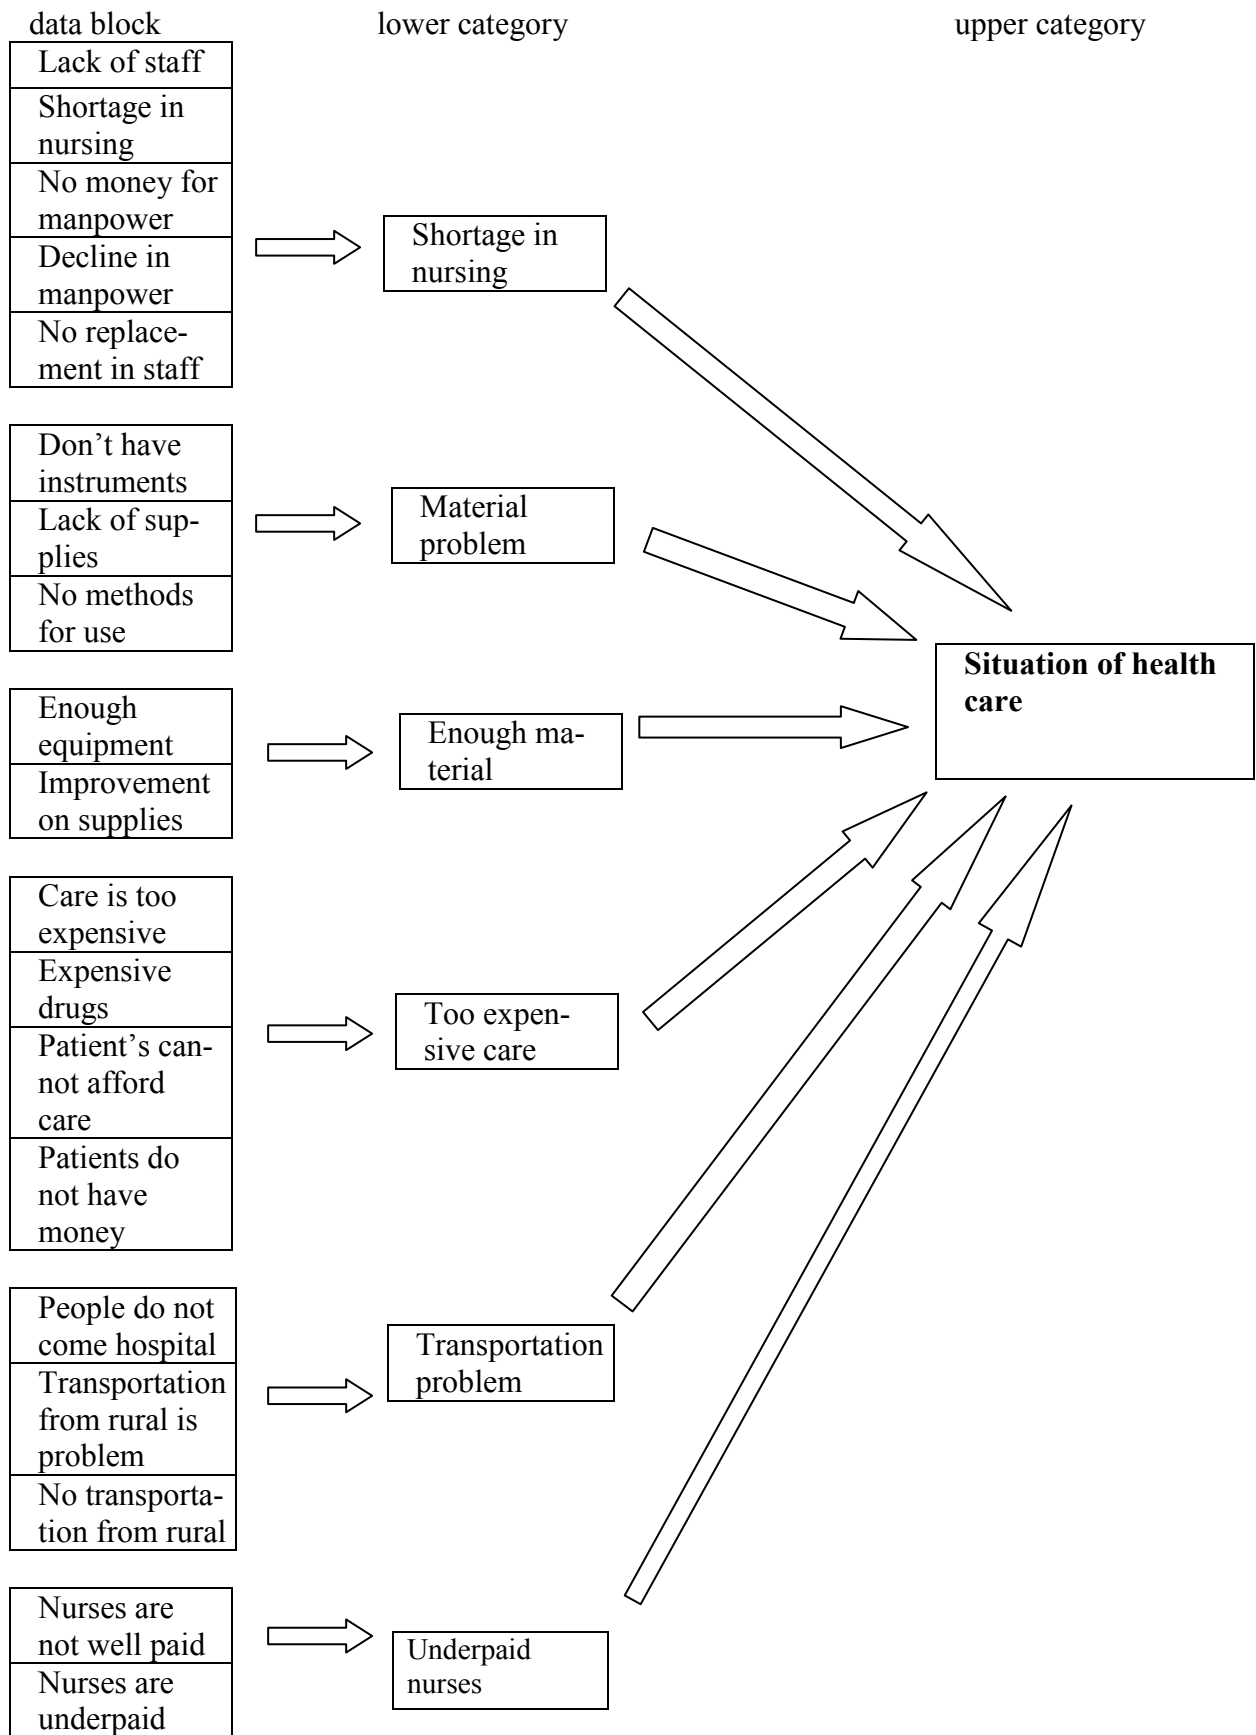 data block
lower category
upper category
Lack of staff
Shortage in
nursing
No money for
manpower
Decline in
manpower
No replace-
ment in staff
Shortage in
nursing
Don’t have
instruments
Lack of sup-
plies
No methods
for use
Material
problem
Situation of health
care
Enough
equipment
Improvement
on supplies
Enough ma-
terial
Care is too
expensive
Expensive
drugs
Patient’s can-
not afford
care
Patients do
not have
money
Too expen-
sive care
People do not
come hospital
Transportation
from rural is
problem
No transporta-
tion from rural
Transportation
problem
Nurses are
not well paid
Nurses are
underpaid
Underpaid
nurses